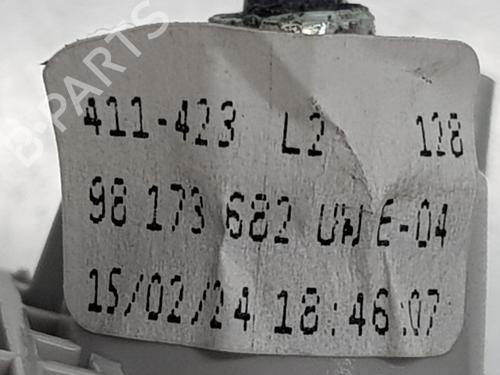 B-PARTS
411-423 L2 128
98 173 682 UW E-04
15/02/24 18:46:07